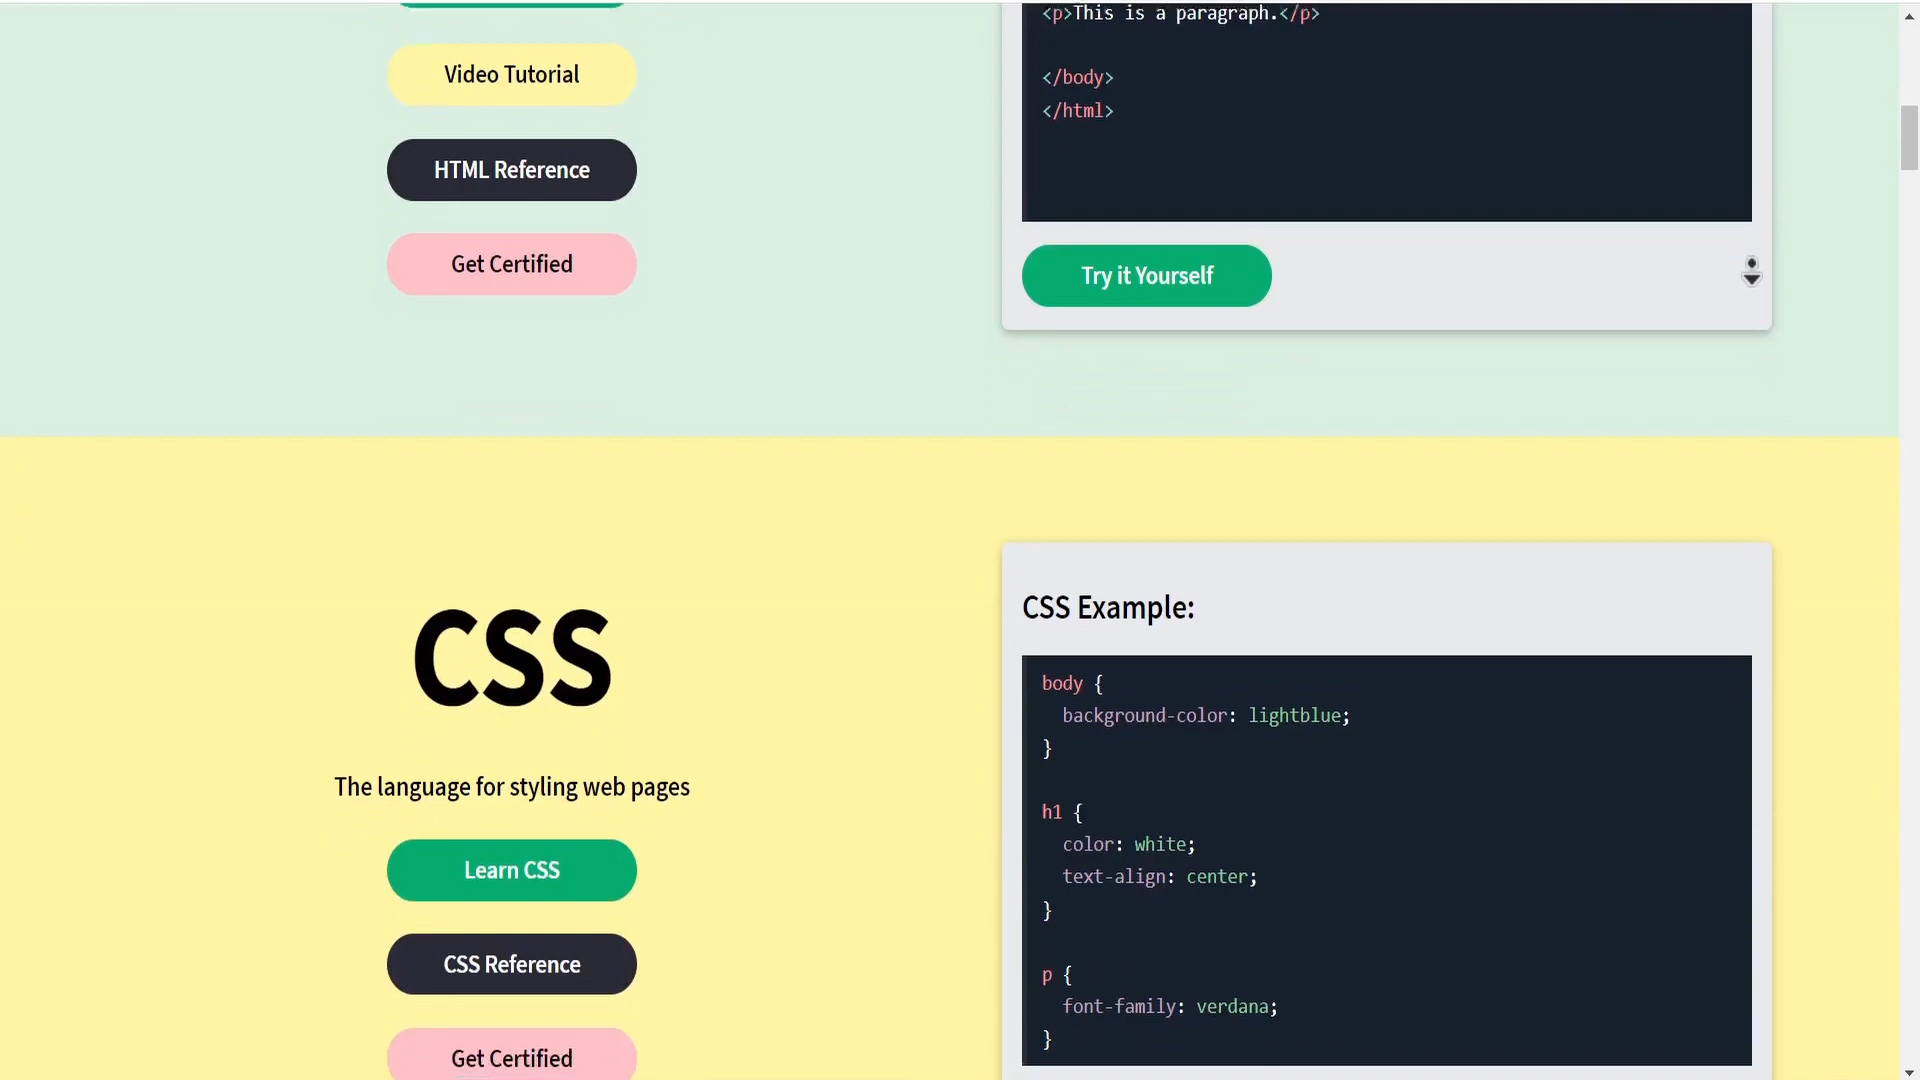 Video Tutorial
HTML Reference
Get Certified
<p>This is a paragraph.</p>
</body>
</html>
Try it Yourself
CSS
The language for styling web pages
Learn CSS
CSS Reference
Get Certified
CSS Example:
body {
  background-color: lightblue;
}
h1 {
  color: white;
  text-align: center;
}
p {
  font-family: verdana;
}